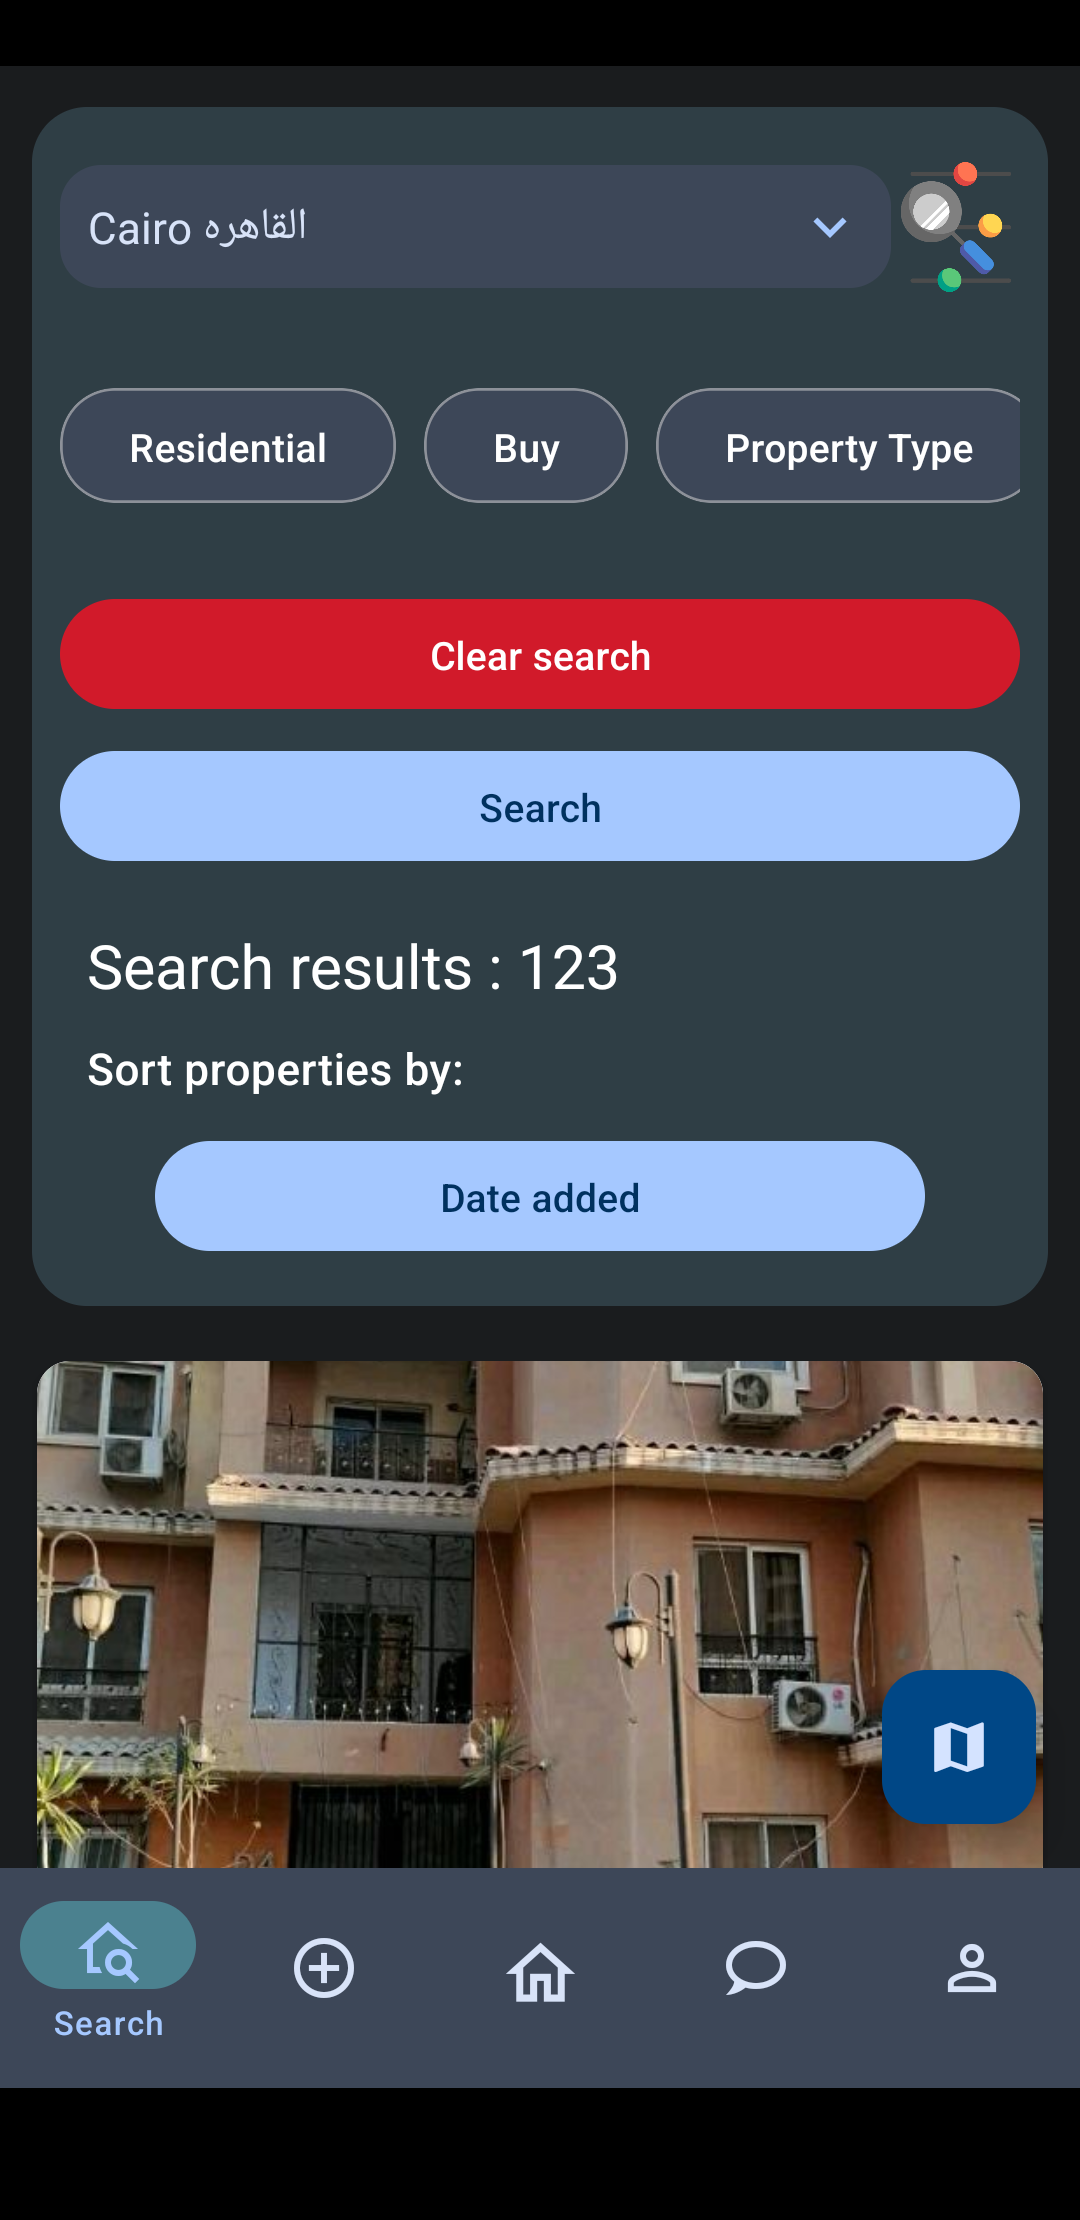 Cairo القاهره
Residential
Buy
Property Type
Clear search
Search
Search results : 123
Sort properties by:
Date added
Search